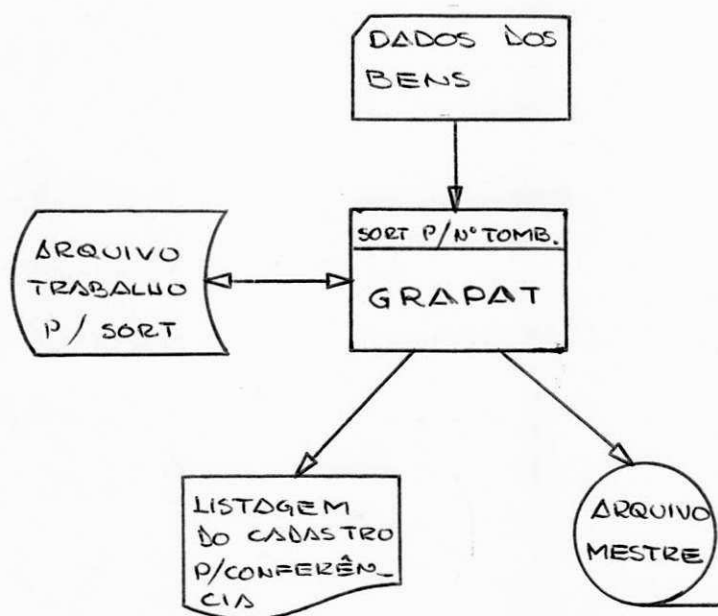 DADOS DOS
BENS
SORT P/Nº TOMB.
GRAPAT
ARQUIVO
TRABALHO
P/ SORT
LISTAGEM
DO CADASTRO
P/CONFERÊN_
CIA
ARQUIVO
MESTRE